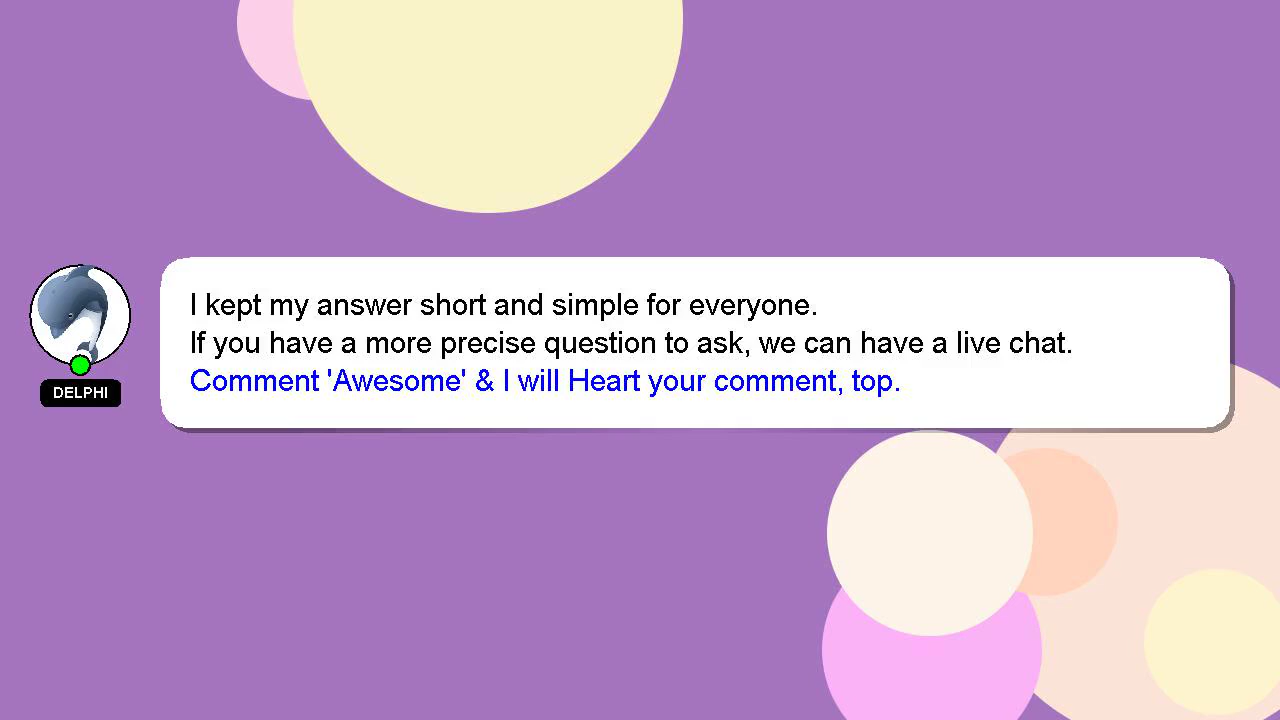 I kept my answer short and simple for everyone.
If you have a more precise question to ask, we can have a live chat.
Comment 'Awesome' & I will Heart your comment, top.
DELPHI